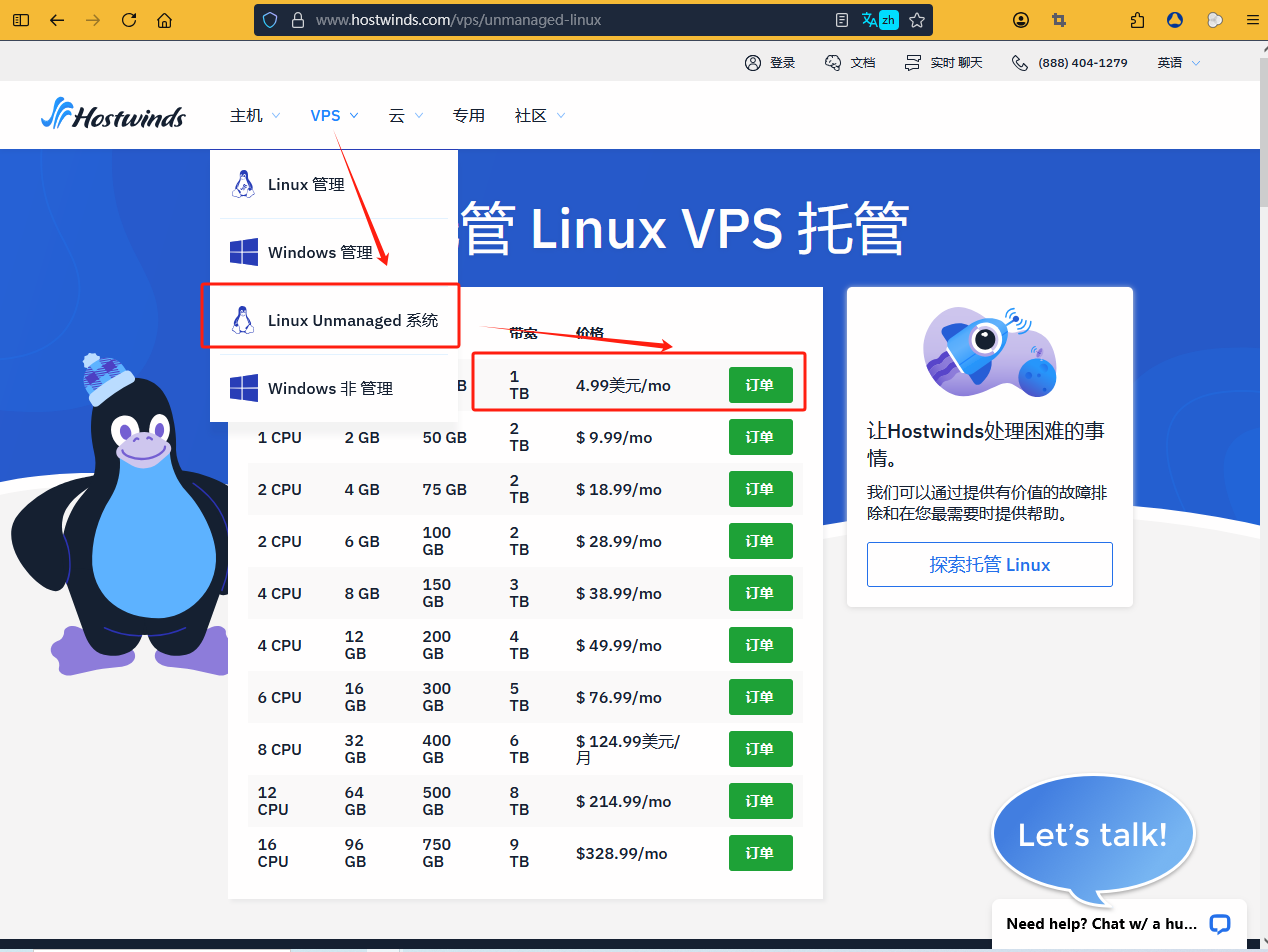 www.hostwinds.com/vps/unmanaged-linux
zh
登录
文档
实时 聊天
(888) 404-1279
英语
Hostwinds
主机
VPS
云
专用
社区
Linux 管理
Windows 管理
Linux Unmanaged 系统
Windows 非 管理
管 Linux VPS 托管
带宽
价格
B
1
TB
4.99美元/mo
订单
1 CPU
2 GB
50 GB
2
TB
$ 9.99/mo
订单
2 CPU
4 GB
75 GB
2
TB
$ 18.99/mo
订单
2 CPU
6 GB
100
GB
2
TB
$ 28.99/mo
订单
4 CPU
8 GB
150
GB
3
TB
$ 38.99/mo
订单
4 CPU
12
GB
200
GB
4
TB
$ 49.99/mo
订单
6 CPU
16
GB
300
GB
5
TB
$ 76.99/mo
订单
8 CPU
32
GB
400
GB
6
TB
$ 124.99美元/
月
订单
12
CPU
64
GB
500
GB
8
TB
$ 214.99/mo
订单
16
CPU
96
GB
750
GB
9
TB
$328.99/mo
订单
让Hostwinds处理困难的事
情。
我们可以通过提供有价值的故障排
除和在您最需要时提供帮助。
探索托管 Linux
Let's talk!
Need help? Chat w/ a hu...